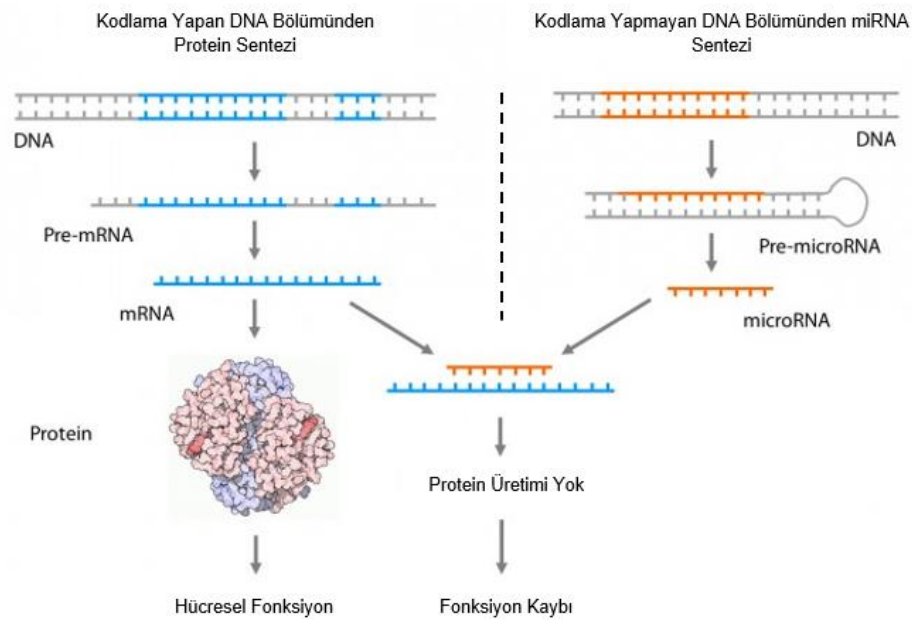 Kodlama Yapan DNA Bölümünden
Protein Sentezi
Kodlama Yapmayan DNA Bölümünden miRNA
Sentezi
DNA
DNA
Pre-mRNA
Pre-microRNA
mRNA
microRNA
Protein
Protein Üretimi Yok
Hücresel Fonksiyon
Fonksiyon Kaybı